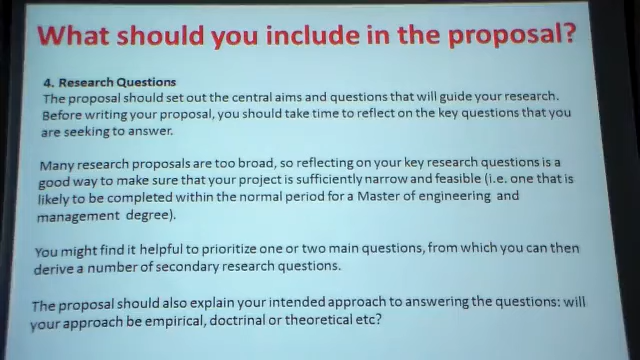 What should you include in the proposal?
4. Research Questions
The proposal should set out the central aims and questions that will guide your research.
Before writing your proposal, you should take time to reflect on the key questions that you
are seeking to answer.
Many research proposals are too broad, so reflecting on your key research questions is a
good way to make sure that your project is sufficiently narrow and feasible (i.e. one that is
likely to be completed within the normal period for a Master of engineering and
management degree).
You might find it helpful to prioritize one or two main questions, from which you can then
derive a number of secondary research questions.
The proposal should also explain your intended approach to answering the questions: will
your approach be empirical, doctrinal or theoretical etc?